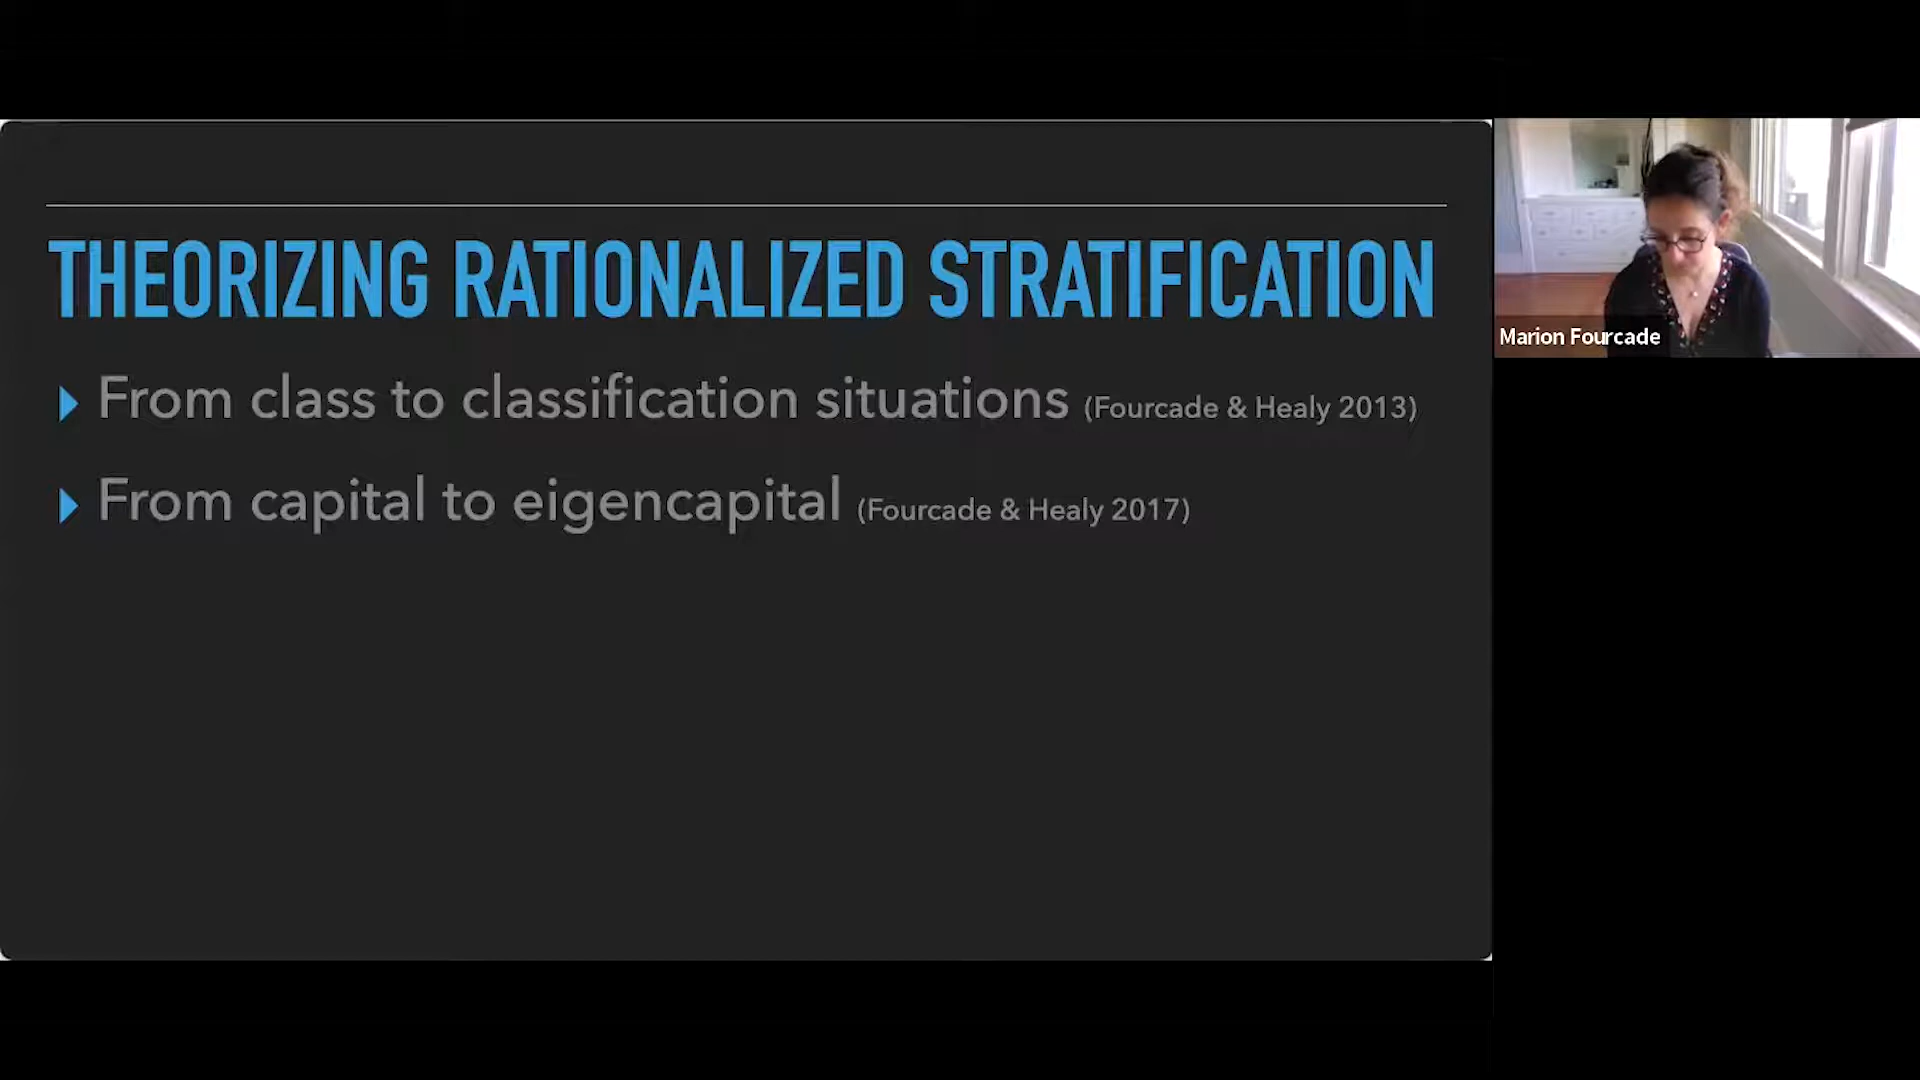 THEORIZING RATIONALIZED STRATIFICATION
From class to classification situations (Fourcade & Healy 2013)
From capital to eigencapital (Fourcade & Healy 2017)
Marion Fourcade